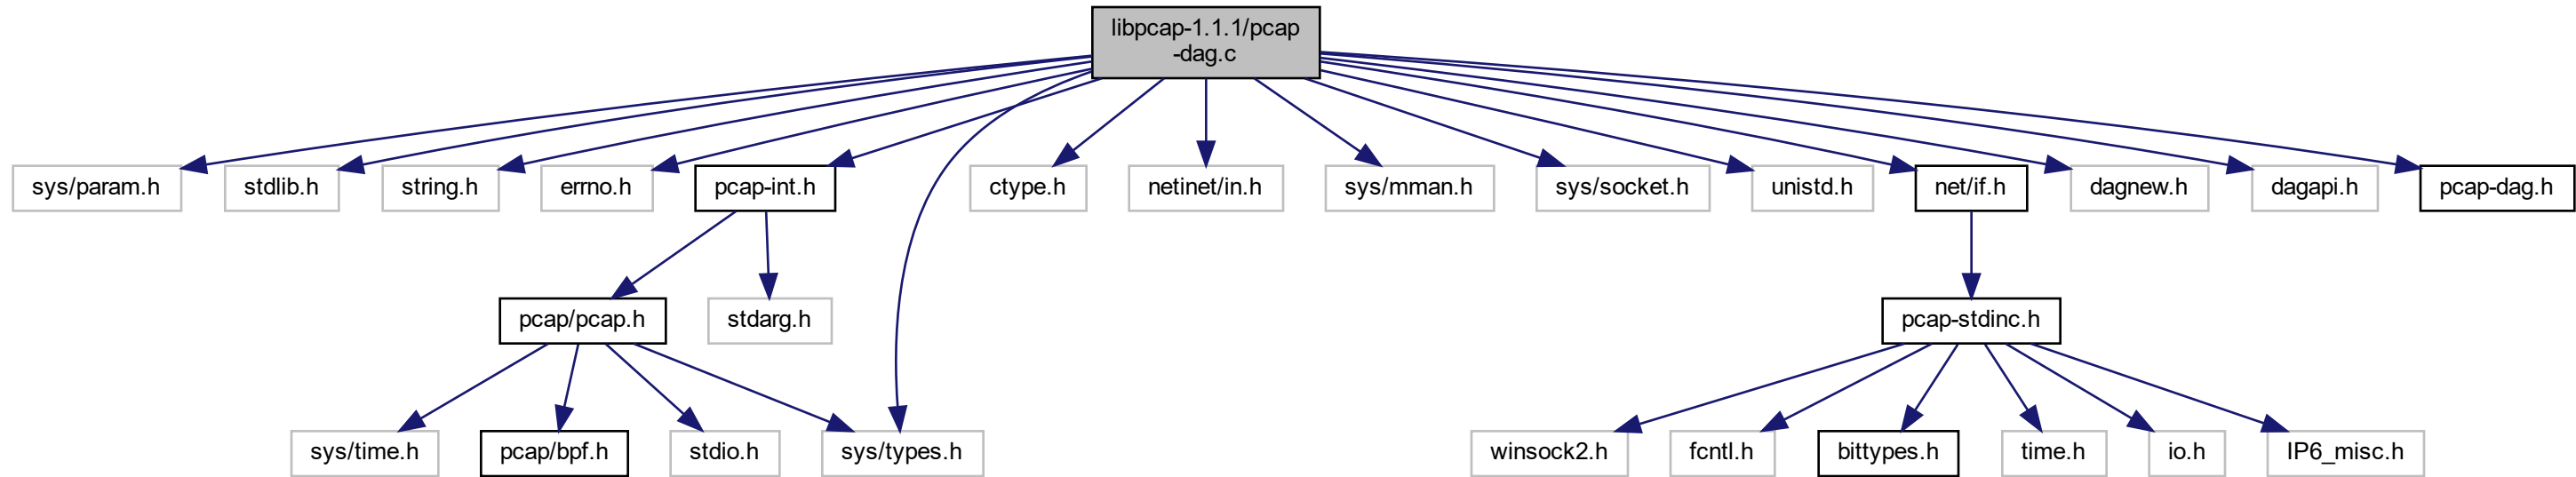 libpcap-1.1.1/pcap
-dag.c
sys/param.h
stdlib.h
string.h
errno.h
pcap-int.h
ctype.h
netinet/in.h
sys/mman.h
sys/socket.h
unistd.h
net/if.h
dagnew.h
dagapi.h
pcap-dag.h
pcap/pcap.h
stdarg.h
pcap-stdinc.h
sys/time.h
pcap/bpf.h
stdio.h
sys/types.h
winsock2.h
fcntl.h
bittypes.h
time.h
io.h
IP6_misc.h